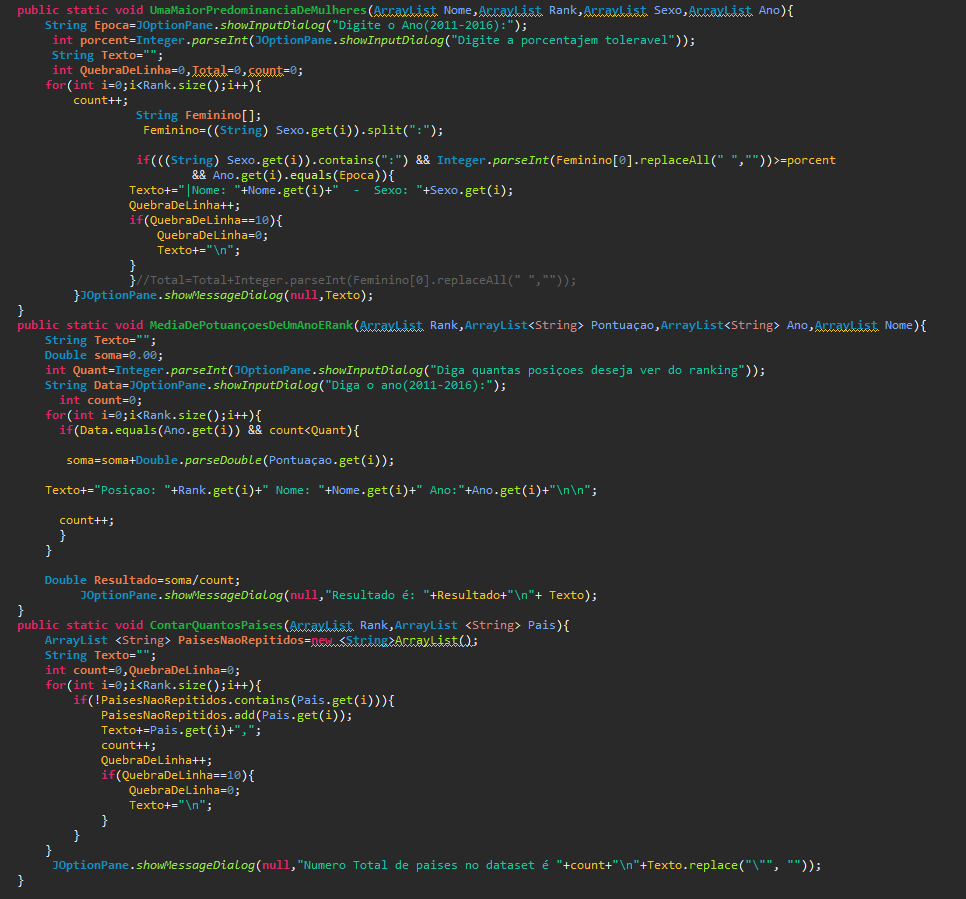 public static void UmaMaiorPredominanciaDeMulheres(ArrayList Nome,ArrayList Rank,ArrayList Sexo,ArrayList Ano){
String Epoca=JOptionPane.showInputDialog("Digite o Ano(2011-2016):");
int porcent=Integer.parseInt(JOptionPane.showInputDialog("Digite a porcentajem toleravel"));
String Texto="";
int QuebraDeLinha=0,Total=0,count=0;
for(int i=0;i<Rank.size();i++){
count++;
String Feminino[];
Feminino=((String) Sexo.get(i)).split(":");
if(((String) Sexo.get(i)).contains(":") && Integer.parseInt(Feminino[0].replaceAll(" ",""))>=porcent
&& Ano.get(i).equals(Epoca)){
Texto+="|Nome: "+Nome.get(i)+"  -  Sexo: "+Sexo.get(i);
QuebraDeLinha++;
if(QuebraDeLinha==10){
QuebraDeLinha=0;
Texto+="\n";
}
}//Total=Total+Integer.parseInt(Feminino[0].replaceAll(" ",""));
}JOptionPane.showMessageDialog(null,Texto);
}
public static void MediaDePotuançoesDeUmAnoERank(ArrayList Rank,ArrayList<String> Pontuaçao,ArrayList<String> Ano,ArrayList Nome){
String Texto="";
Double soma=0.00;
int Quant=Integer.parseInt(JOptionPane.showInputDialog("Diga quantas posiçoes deseja ver do ranking"));
String Data=JOptionPane.showInputDialog("Diga o ano(2011-2016):");
int count=0;
for(int i=0;i<Rank.size();i++){
if(Data.equals(Ano.get(i)) && count<Quant){
soma=soma+Double.parseDouble(Pontuaçao.get(i));
Texto+="Posiçao: "+Rank.get(i)+" Nome: "+Nome.get(i)+" Ano:"+Ano.get(i)+"\n\n";
count++;
}
}
Double Resultado=soma/count;
JOptionPane.showMessageDialog(null,"Resultado é: "+Resultado+"\n"+ Texto);
}
public static void ContarQuantosPaises(ArrayList Rank,ArrayList <String> Pais){
ArrayList <String> PaisesNaoRepitidos=new <String>ArrayList();
String Texto="";
int count=0,QuebraDeLinha=0;
for(int i=0;i<Rank.size();i++){
if(!PaisesNaoRepitidos.contains(Pais.get(i))){
PaisesNaoRepitidos.add(Pais.get(i));
Texto+=Pais.get(i)+",";
count++;
QuebraDeLinha++;
if(QuebraDeLinha==10){
QuebraDeLinha=0;
Texto+="\n";
}
}
}
JOptionPane.showMessageDialog(null,"Numero Total de paises no dataset é "+count+"\n"+Texto.replace("\"", ""));
}